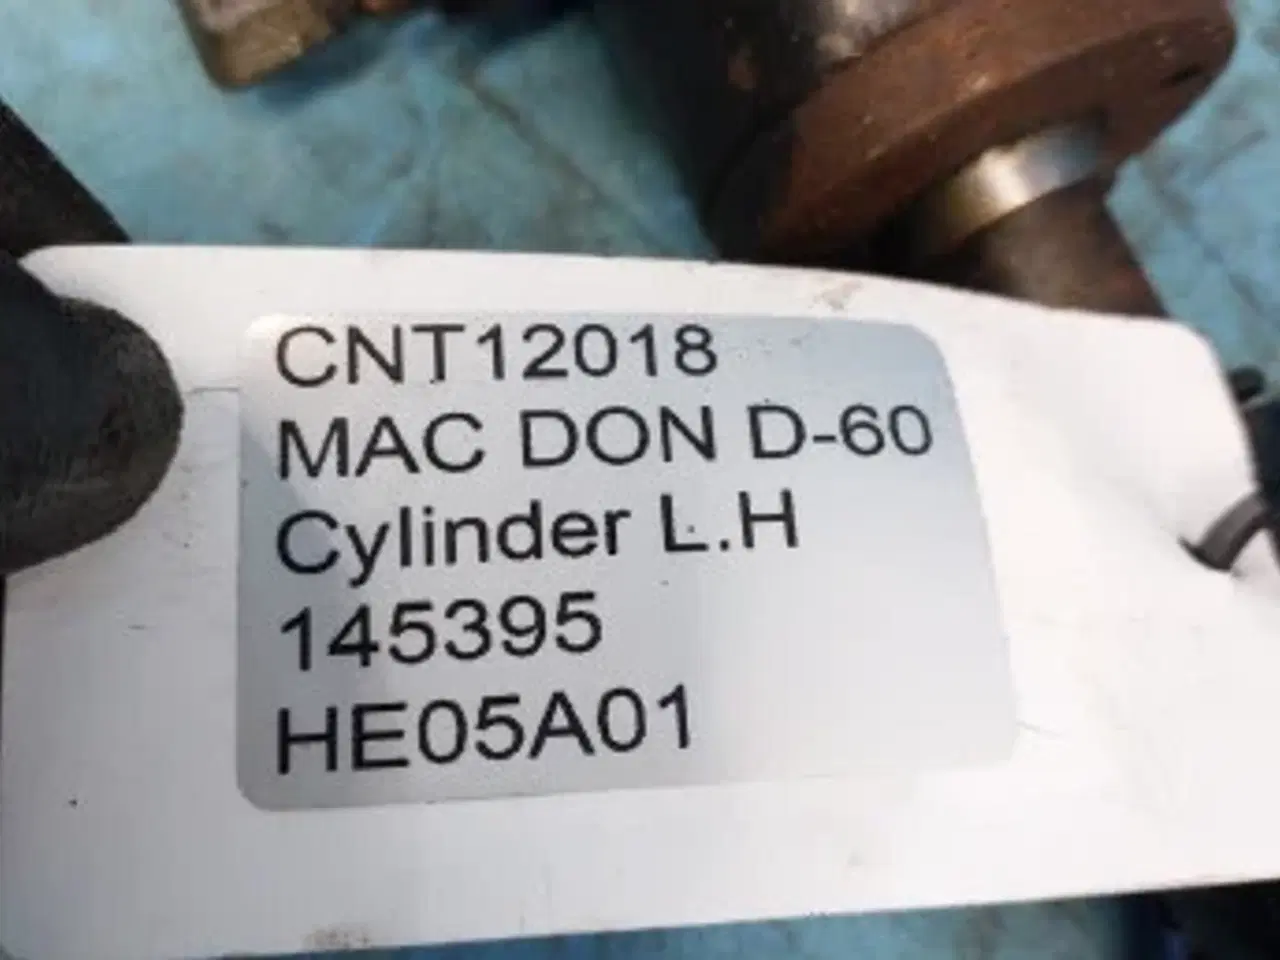 CNT12018
MAC DON D-60
Cylinder L.H
145395
HE05A01